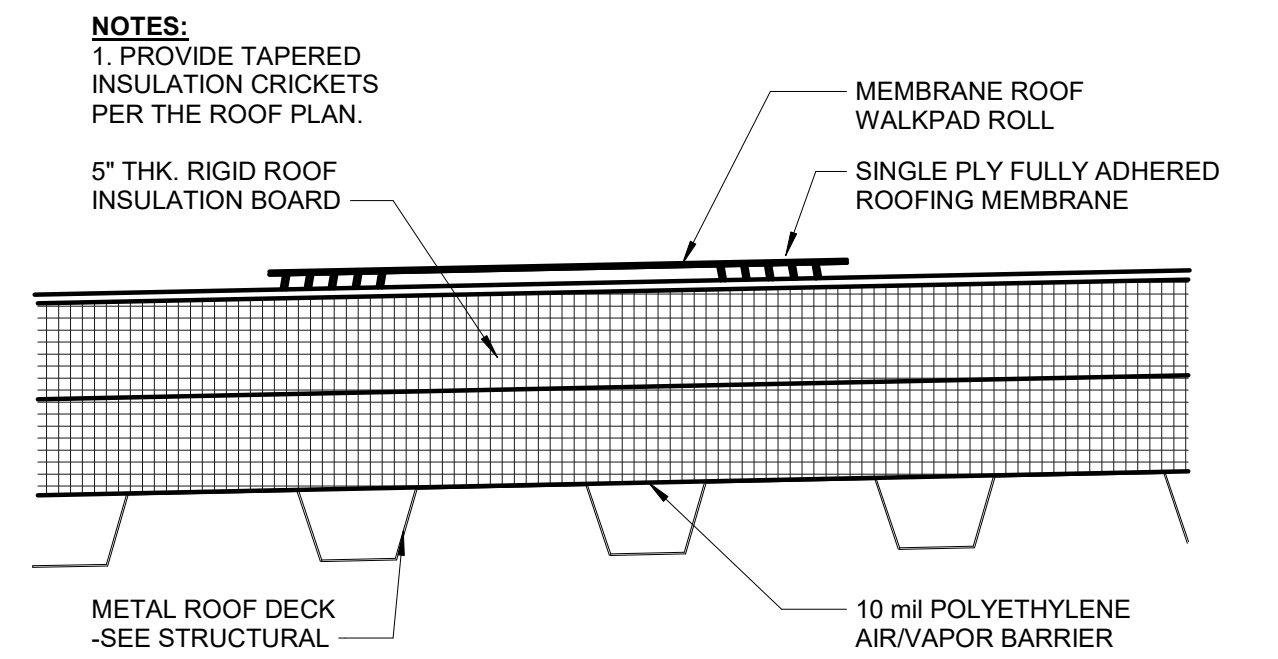 NOTES:
1. PROVIDE TAPERED
INSULATION CRICKETS
PER THE ROOF PLAN.
5" THK. RIGID ROOF
INSULATION BOARD
MEMBRANE ROOF
WALKPAD ROLL
SINGLE PLY FULLY ADHERED
ROOFING MEMBRANE
METAL ROOF DECK
-SEE STRUCTURAL
10 mil POLYETHYLENE
AIR/VAPOR BARRIER